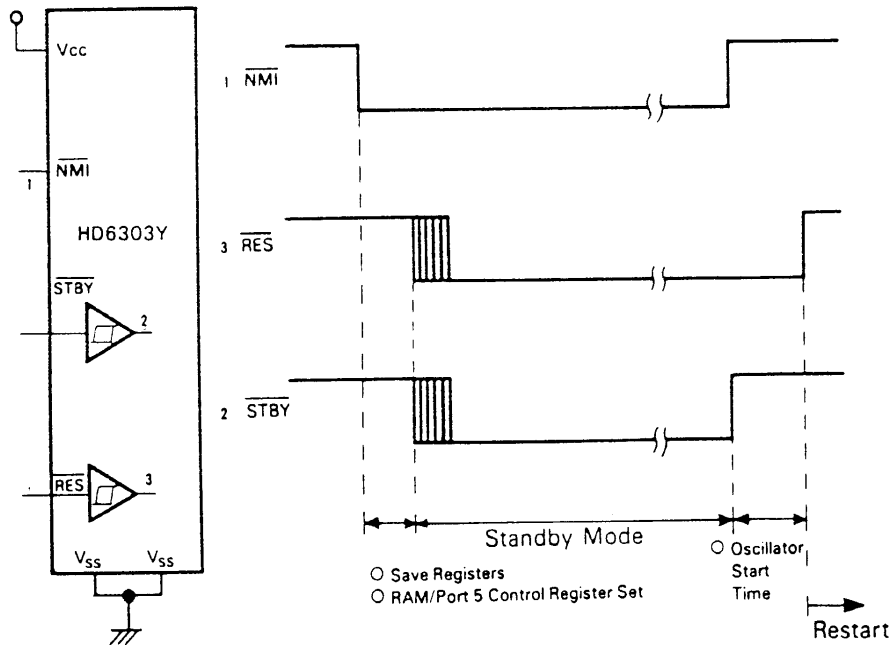 Vcc
1 NMI
HD6303Y
STBY
2
RES
3
Vss Vss
1 NMI
3 RES
2 STBY
Standby Mode
○ Save Registers
○ RAM/Port 5 Control Register Set
○ Oscillator
Start
Time
Restart